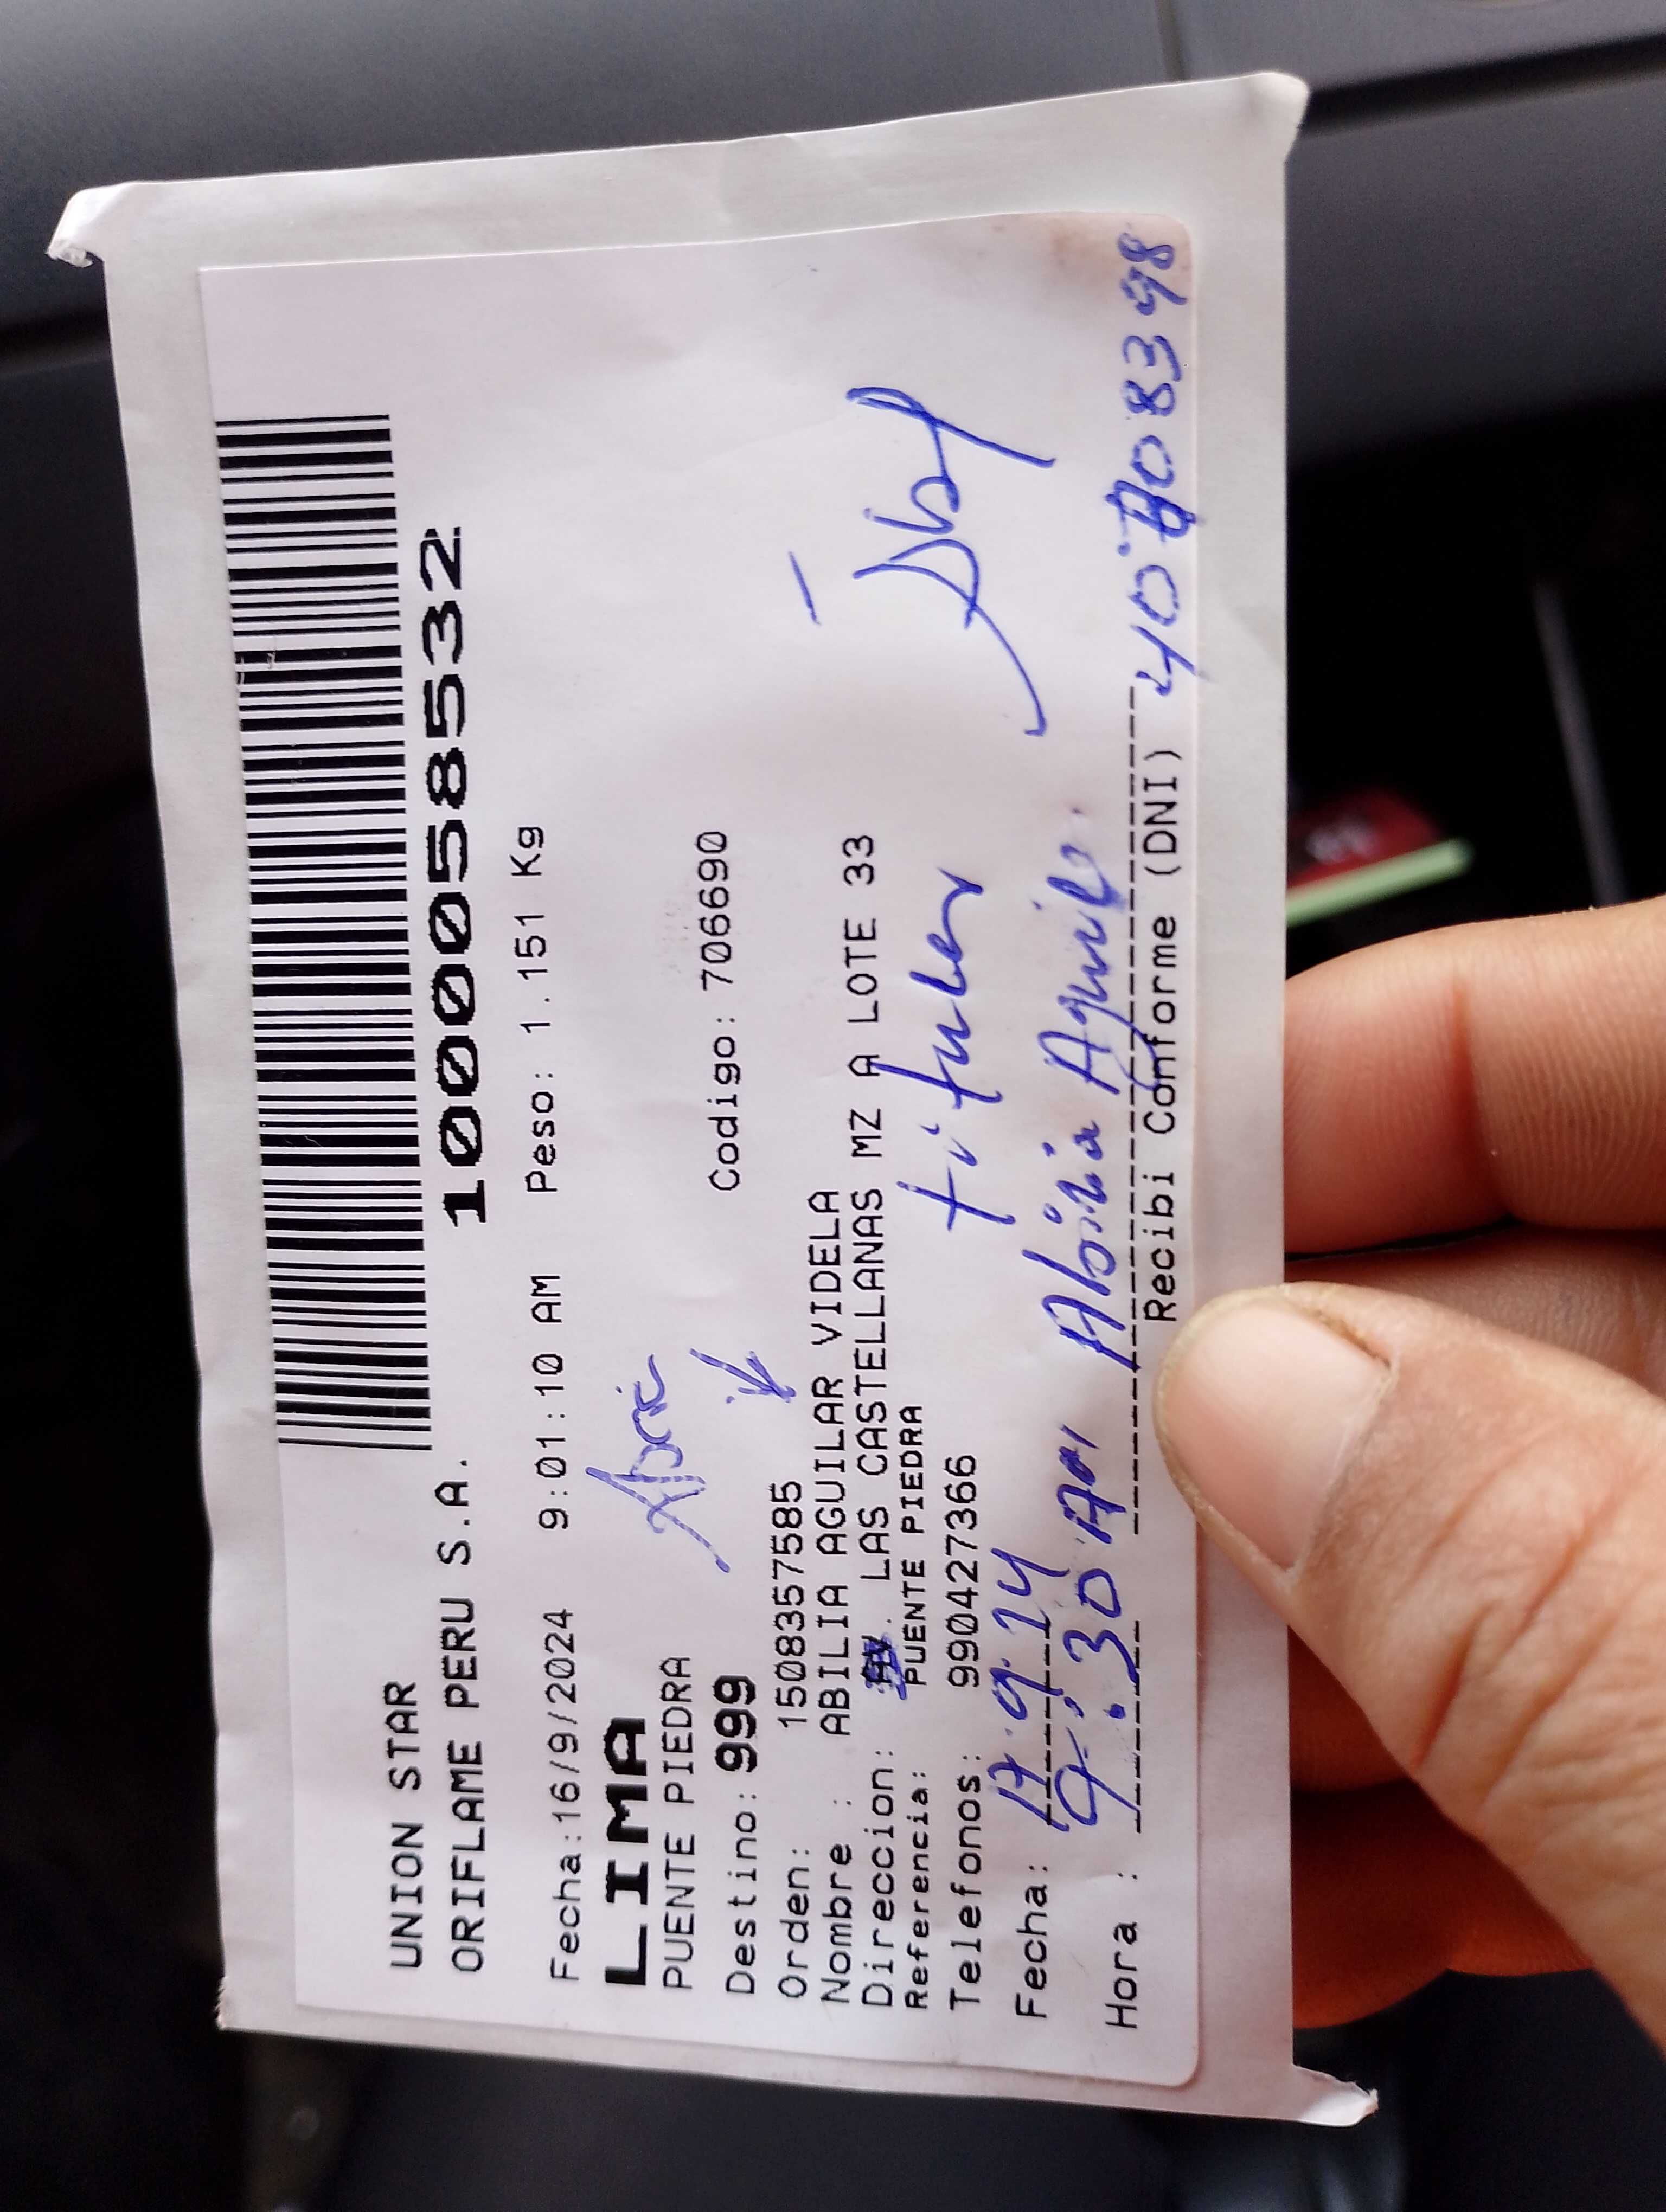 UNION STAR
ORIFLAME PERU S.A. 1000058532
Fecha:16/9/2024 9:01:10 AM Peso: 1.151 Kg
LIMA
PUENTE PIEDRA
Destino: 999 Codigo: 706690
Orden: 1508357585
Nombre : ABILIA AGUILAR VIDELA
Direccion: AV. LAS CASTELLANAS MZ A LOTE 33
Referencia: PUENTE PIEDRA
Telefonos: 990427366
titular
Fecha: 17.9.24
Hora : 9:30 Am Abilia Aguila
Recibi Conforme (DNI)